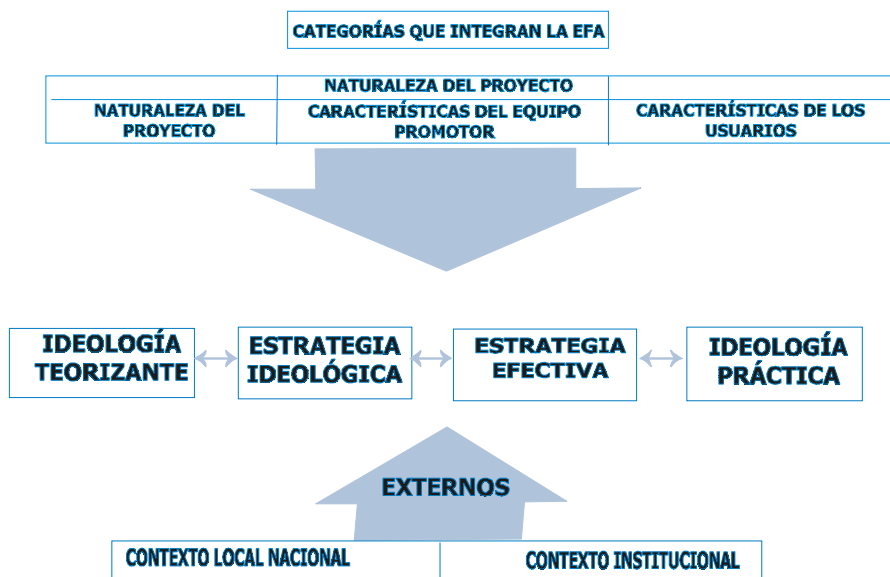 CATEGORÍAS QUE INTEGRAN LA EFA
NATURALEZA DEL PROYECTO
NATURALEZA DEL
PROYECTO
CARACTERÍSTICAS DEL EQUIPO
PROMOTOR
CARACTERÍSTICAS DE LOS
USUARIOS
IDEOLOGÍA
TEORIZANTE
ESTRATEGIA
IDEOLÓGICA
ESTRATEGIA
EFECTIVA
IDEOLOGÍA
PRÁCTICA
EXTERNOS
CONTEXTO LOCAL NACIONAL
CONTEXTO INSTITUCIONAL